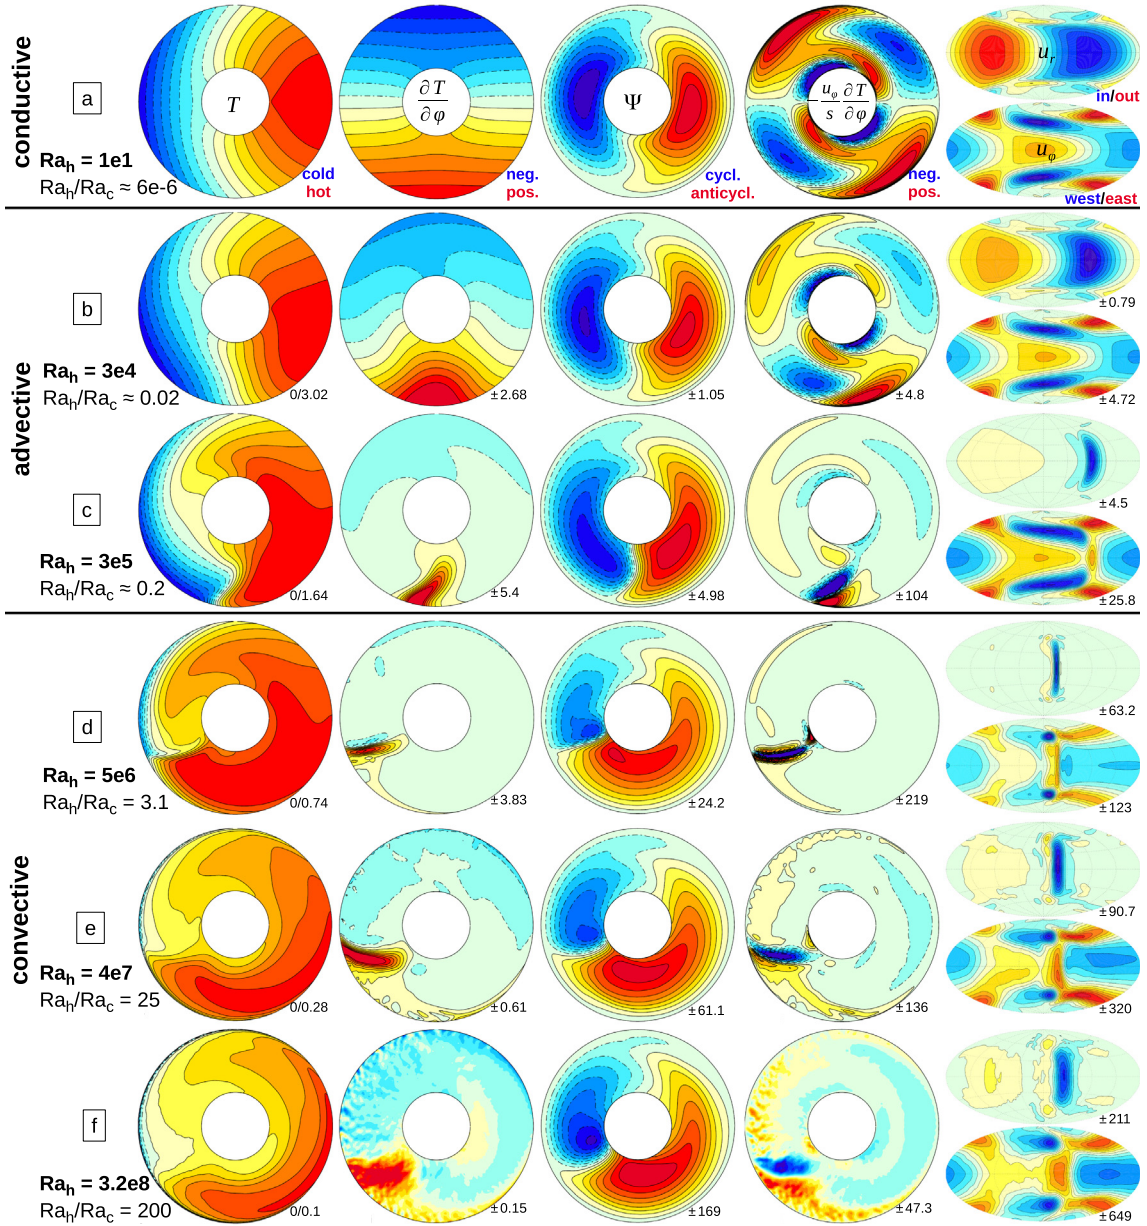 conductive
a
Ra_h = 1e1
Ra_h/Ra_c ≈ 6e-6
T
cold
hot
∂T/∂φ
neg.
pos.
Ψ
cycl.
anticycl.
−u_φ/s ∂T/∂φ
neg.
pos.
u_r
in/out
u_φ
west/east
advective
b
Ra_h = 3e4
Ra_h/Ra_c ≈ 0.02
0/3.02
±2.68
±1.05
±4.8
±0.79
±4.72
c
Ra_h = 3e5
Ra_h/Ra_c ≈ 0.2
0/1.64
±5.4
±4.98
±104
±4.5
±25.8
convective
d
Ra_h = 5e6
Ra_h/Ra_c = 3.1
0/0.74
±3.83
±24.2
±219
±63.2
±123
e
Ra_h = 4e7
Ra_h/Ra_c = 25
0/0.28
±0.61
±61.1
±136
±90.7
±320
f
Ra_h = 3.2e8
Ra_h/Ra_c = 200
0/0.1
±0.15
±169
±47.3
±211
±649